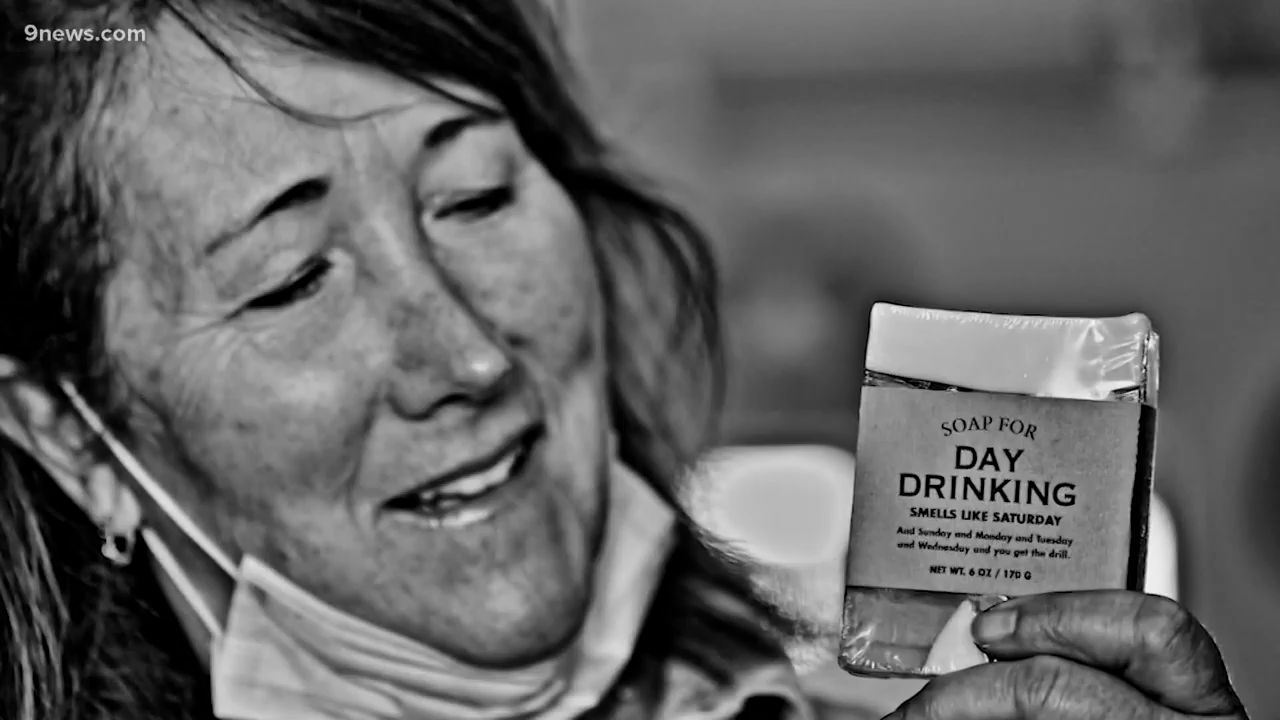 9news.com
SOAP FOR
DAY
DRINKING
SMELLS LIKE SATURDAY
And Sunday and Monday and Tuesday
and Wednesday and you get the drill.
NET WT. 6 OZ / 170 G